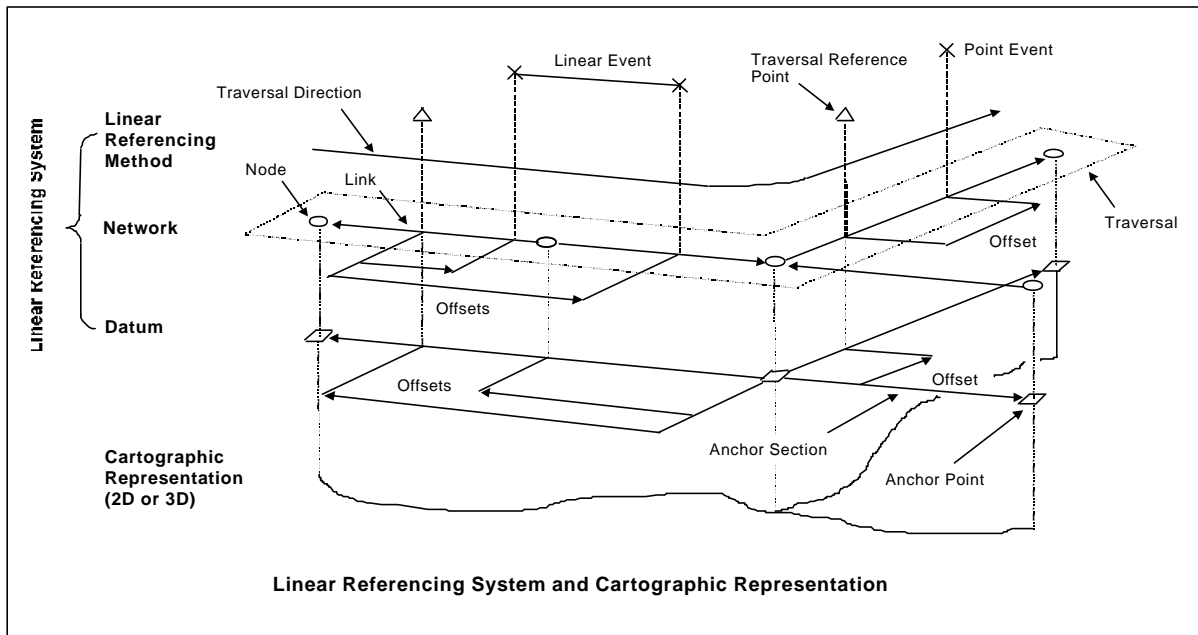 Linear Event
Traversal Reference
Point
Point Event
Traversal Direction
Linear
Referencing
Method
Linear Referencing System
Node
Link
Network
Traversal
Offset
Offsets
Datum
Offsets
Offset
Anchor Section
Anchor Point
Cartographic
Representation
(2D or 3D)
Linear Referencing System and Cartographic Representation